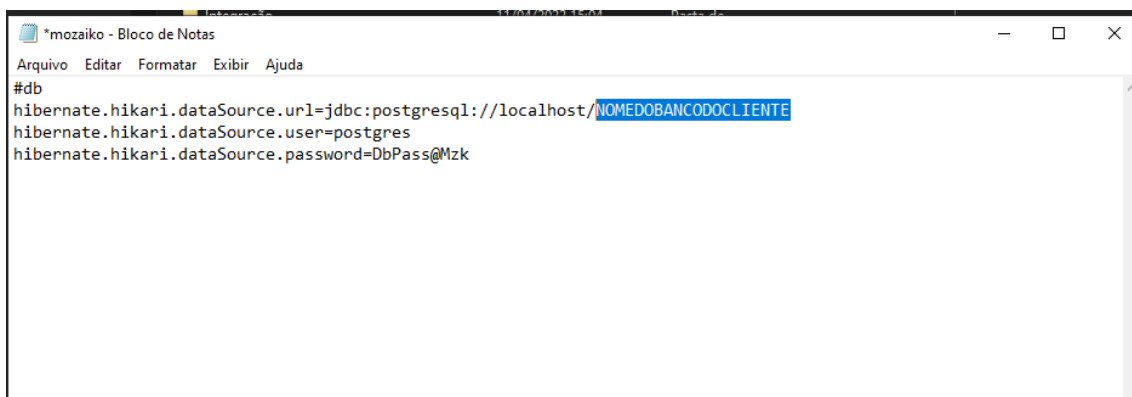 *mozaiko - Bloco de Notas
Arquivo Editar Formatar Exibir Ajuda
#db
hibernate.hikari.dataSource.url=jdbc:postgresql://localhost/NOMEDOBANCODOCLIENTE
hibernate.hikari.dataSource.user=postgres
hibernate.hikari.dataSource.password=DbPass@Mzk